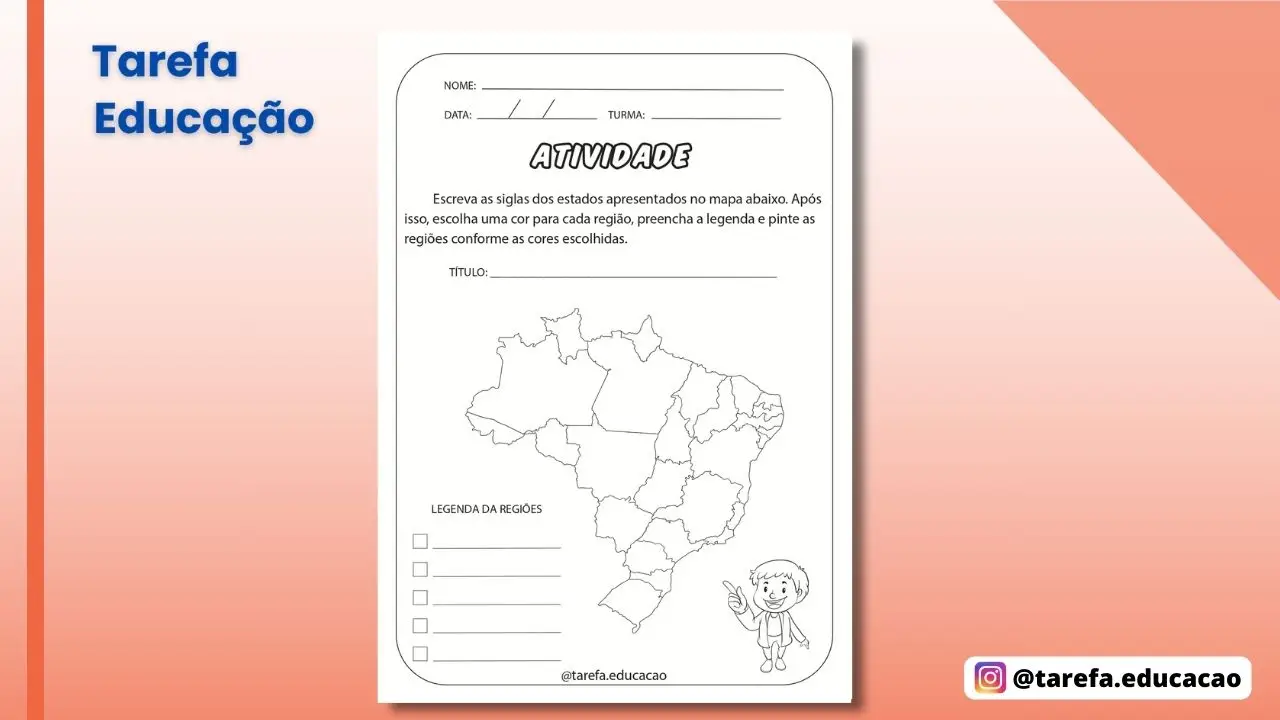 Tarefa
Educação
NOME:
DATA: / / TURMA:
ATIVIDADE
Escreva as siglas dos estados apresentados no mapa abaixo. Após
isso, escolha uma cor para cada região, preencha a legenda e pinte as
regiões conforme as cores escolhidas.
TÍTULO:
LEGENDA DA REGIÕES
@tarefa.educacao
@tarefa.educacao